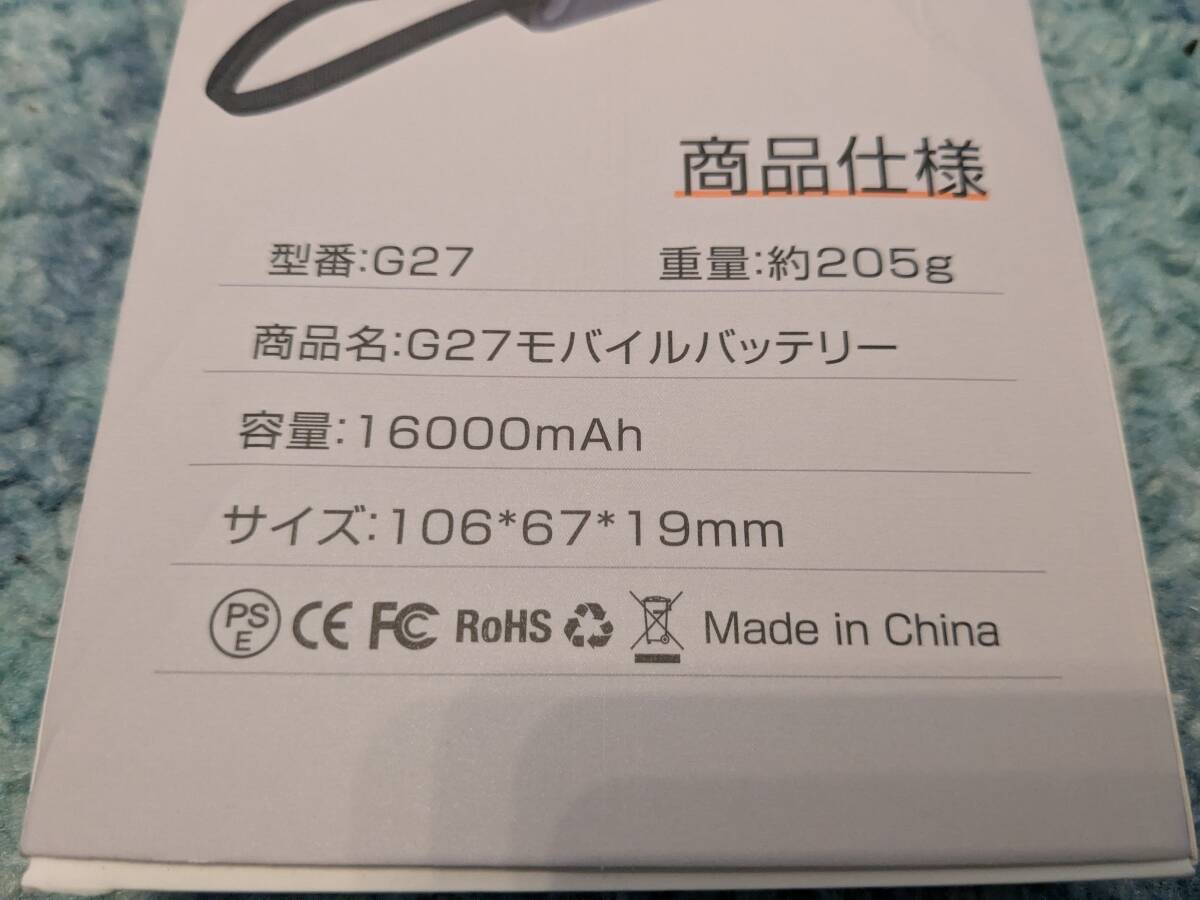 商品仕様
型番:G27 重量:約205g
商品名:G27モバイルバッテリー
容量:16000mAh
サイズ:106*67*19mm
PSE CE FC RoHS Made in China